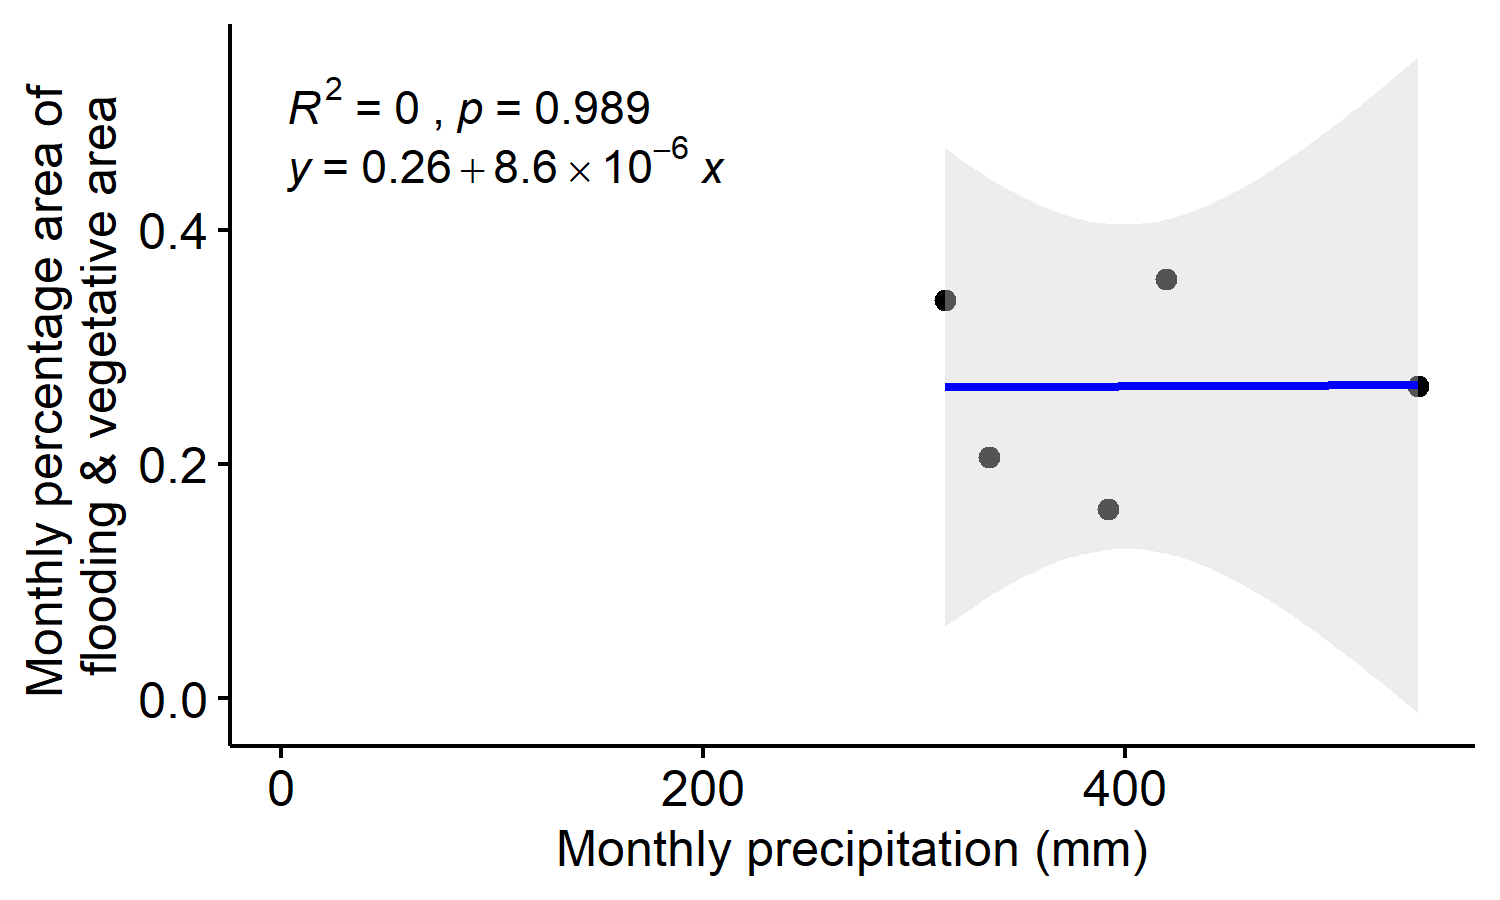 R² = 0 , p = 0.989
y = 0.26 + 8.6 × 10⁻⁶ x
Monthly percentage area of
flooding & vegetative area
0.4
0.2
0.0
0 200 400
Monthly precipitation (mm)